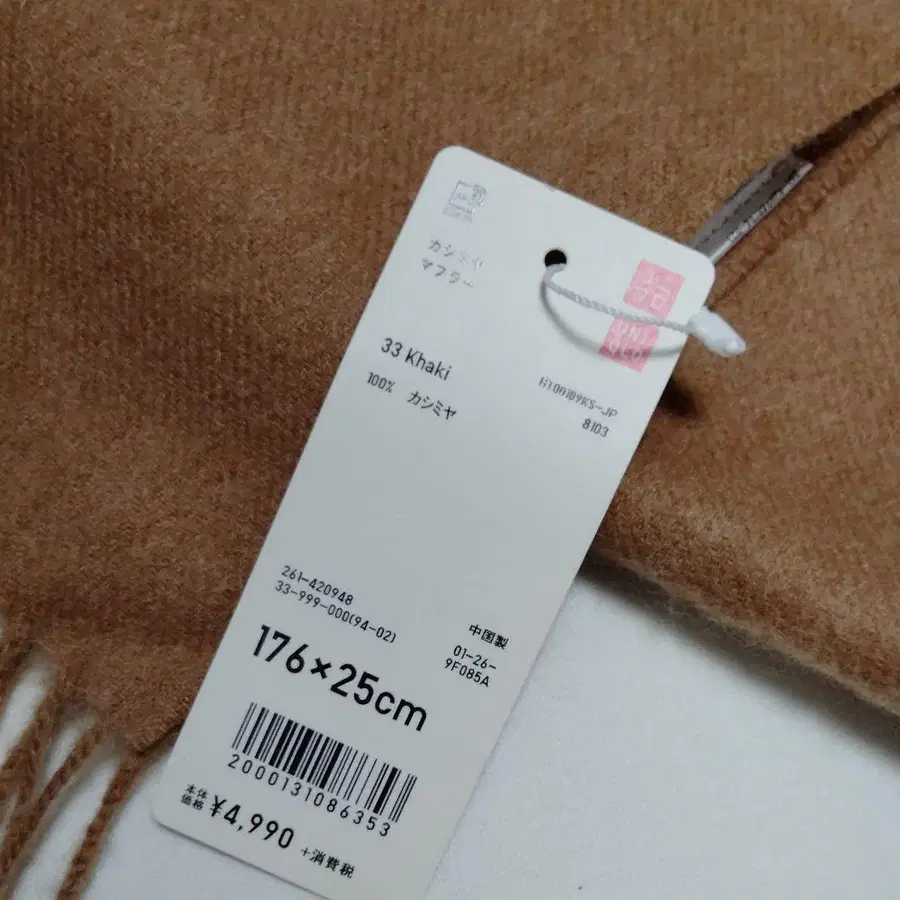 カシミヤ
マフラー
ユニ
クロ
UNI
QLO
33 Khaki
100% カシミヤ
8103
261-420948
33-999-000(94-02)
中国製
01-26-
9F085A
176×25cm
2000131086353
本体
価格 ¥4,990 +消費税